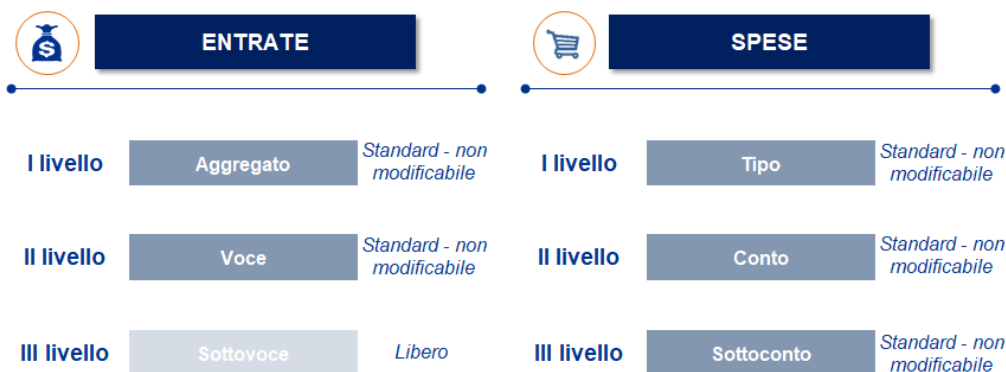 ENTRATE
SPESE
I livello
Aggregato
Standard - non
modificabile
I livello
Tipo
Standard - non
modificabile
II livello
Voce
Standard - non
modificabile
II livello
Conto
Standard - non
modificabile
III livello
Sottovoce
Libero
III livello
Sottoconto
Standard - non
modificabile